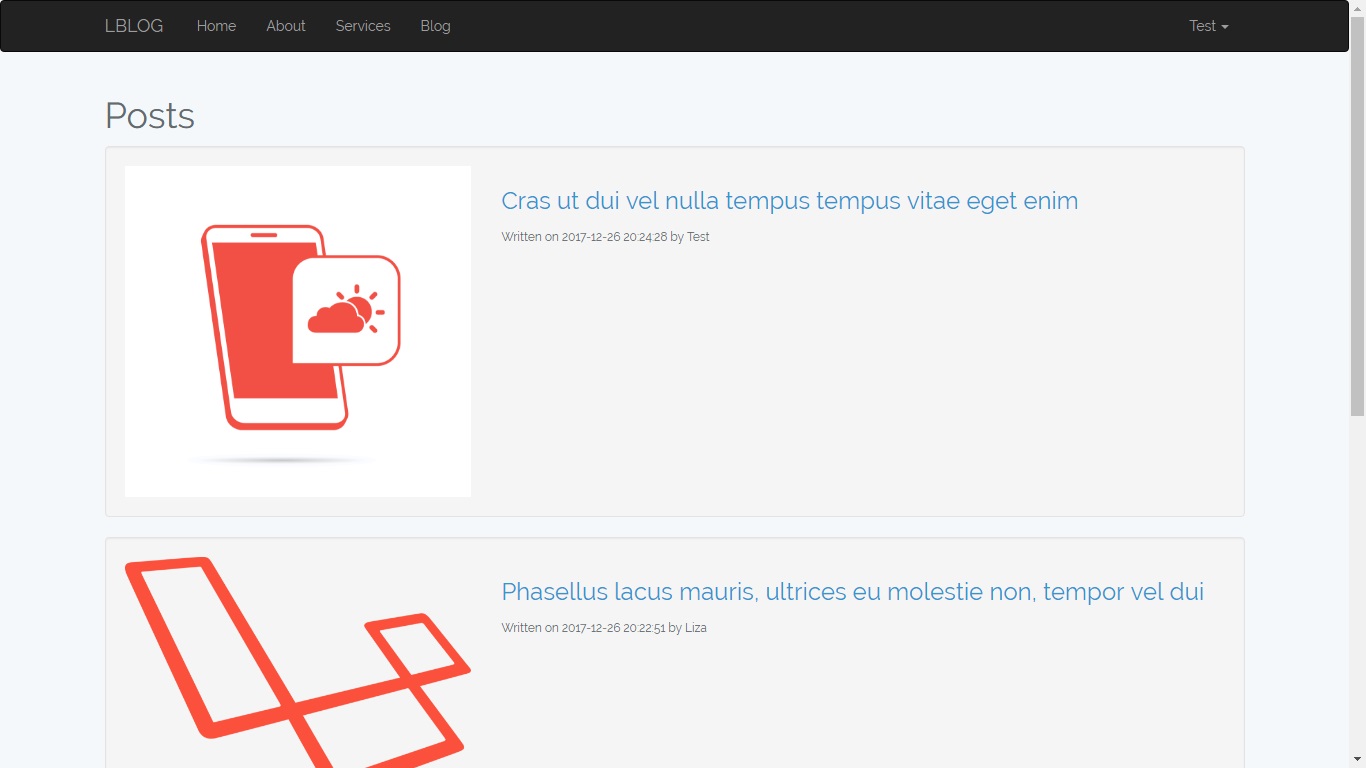 LBLOG Home About Services Blog Test
Posts
Cras ut dui vel nulla tempus tempus vitae eget enim
Written on 2017-12-26 20:24:28 by Test
Phasellus lacus mauris, ultrices eu molestie non, tempor vel dui
Written on 2017-12-26 20:22:51 by Liza